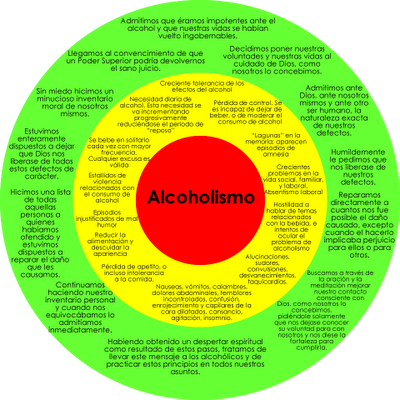 Admitimos que éramos impotentes ante el
alcohol y que nuestras vidas se habían
vuelto ingobernables.
Decidimos poner nuestras
voluntades y nuestras vidas al
cuidado de Dios, como
nosotros lo concebimos.
Llegamos al convencimiento de que
un Poder Superior podría devolvernos
el sano juicio.
Admitimos ante
Dios, ante nosotros
mismos y ante otro
ser humano, la
naturaleza exacta
de nuestros
defectos.
Sin miedo hicimos un
minucioso inventario
moral de nosotros
mismos.
Humildemente
le pedimos que
nos liberase de
nuestros
defectos.
Estuvimos
enteramente
dispuestos a dejar
que Dios nos
liberase de todos
estos defectos de
carácter.
Reparamos
directamente a
cuantos nos fue
posible el daño
causado, excepto
cuando el hacerlo
implicaba perjuicio
para ellos o para
otros.
Hicimos una lista
de todas
aquellas
personas a
quienes
habíamos
ofendido y
estuvimos
dispuestos a
reparar el daño
que les
causamos.
Buscamos a través de
la oración y la
meditación mejorar
nuestro contacto
consciente con
Dios, como nosotros lo
concebimos,
pidiéndole solamente
que nos dejase conocer
su voluntad para con
nosotros y nos diese la
fortaleza para
cumplirla.
Continuamos
haciendo nuestro
inventario personal
y cuando nos
equivocábamos lo
admitíamos
inmediatamente.
Habiendo obtenido un despertar espiritual
como resultado de estos pasos, tratamos de
llevar este mensaje a los alcohólicos y de
practicar estos principios en todos nuestros
asuntos.
Creciente tolerancia de los
efectos del alcohol
Necesidad diaria de
alcohol. Esta necesidad se
va incrementando
progresivamente
reduciéndose el período de
"reposo"
Pérdida de control. Se
es incapaz de dejar de
beber, o de moderar el
consumo de alcohol
Se bebe en solitario
cada vez con mayor
frecuencia.
Cualquier excusa es
válida
"Lagunas" en la
memoria: aparecen
episodios de
amnesia
Estallidos de
violencia
relacionados con
el consumo de
alcohol
Crecientes
problemas en la
vida social, familiar,
y laboral.
Absentismo laboral
Episodios
injustificados de mal
humor
Hostilidad a
hablar de temas
relacionados
con la bebida, e
intentos de
ocular el
problema de
alcoholismo
Reducir la
alimentación y
descuidar la
apariencia
Alucinaciones,
sudores,
convulsiones,
desvanecimientos,
taquicardias.
Pérdida de apetito, o
incluso intolerancia
a la comida.
Nauseas, vómitos, calambres,
dolores abdominales, temblores
incontrolados, confusión,
enrojecimiento y capilares de la
cara dilatados, cansancio,
agitación, insomnio.
Alcoholismo